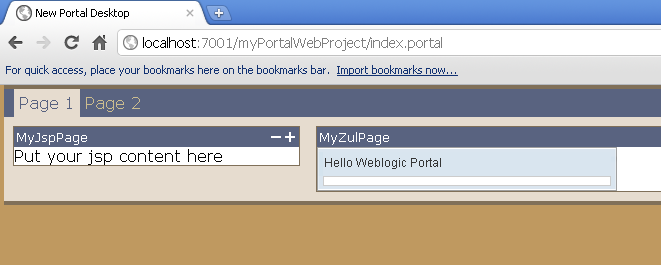 New Portal Desktop
localhost:7001/myPortalWebProject/index.portal
For quick access, place your bookmarks here on the bookmarks bar. Import bookmarks now...
Page 1 Page 2
MyJspPage
Put your jsp content here
MyZulPage
Hello Weblogic Portal